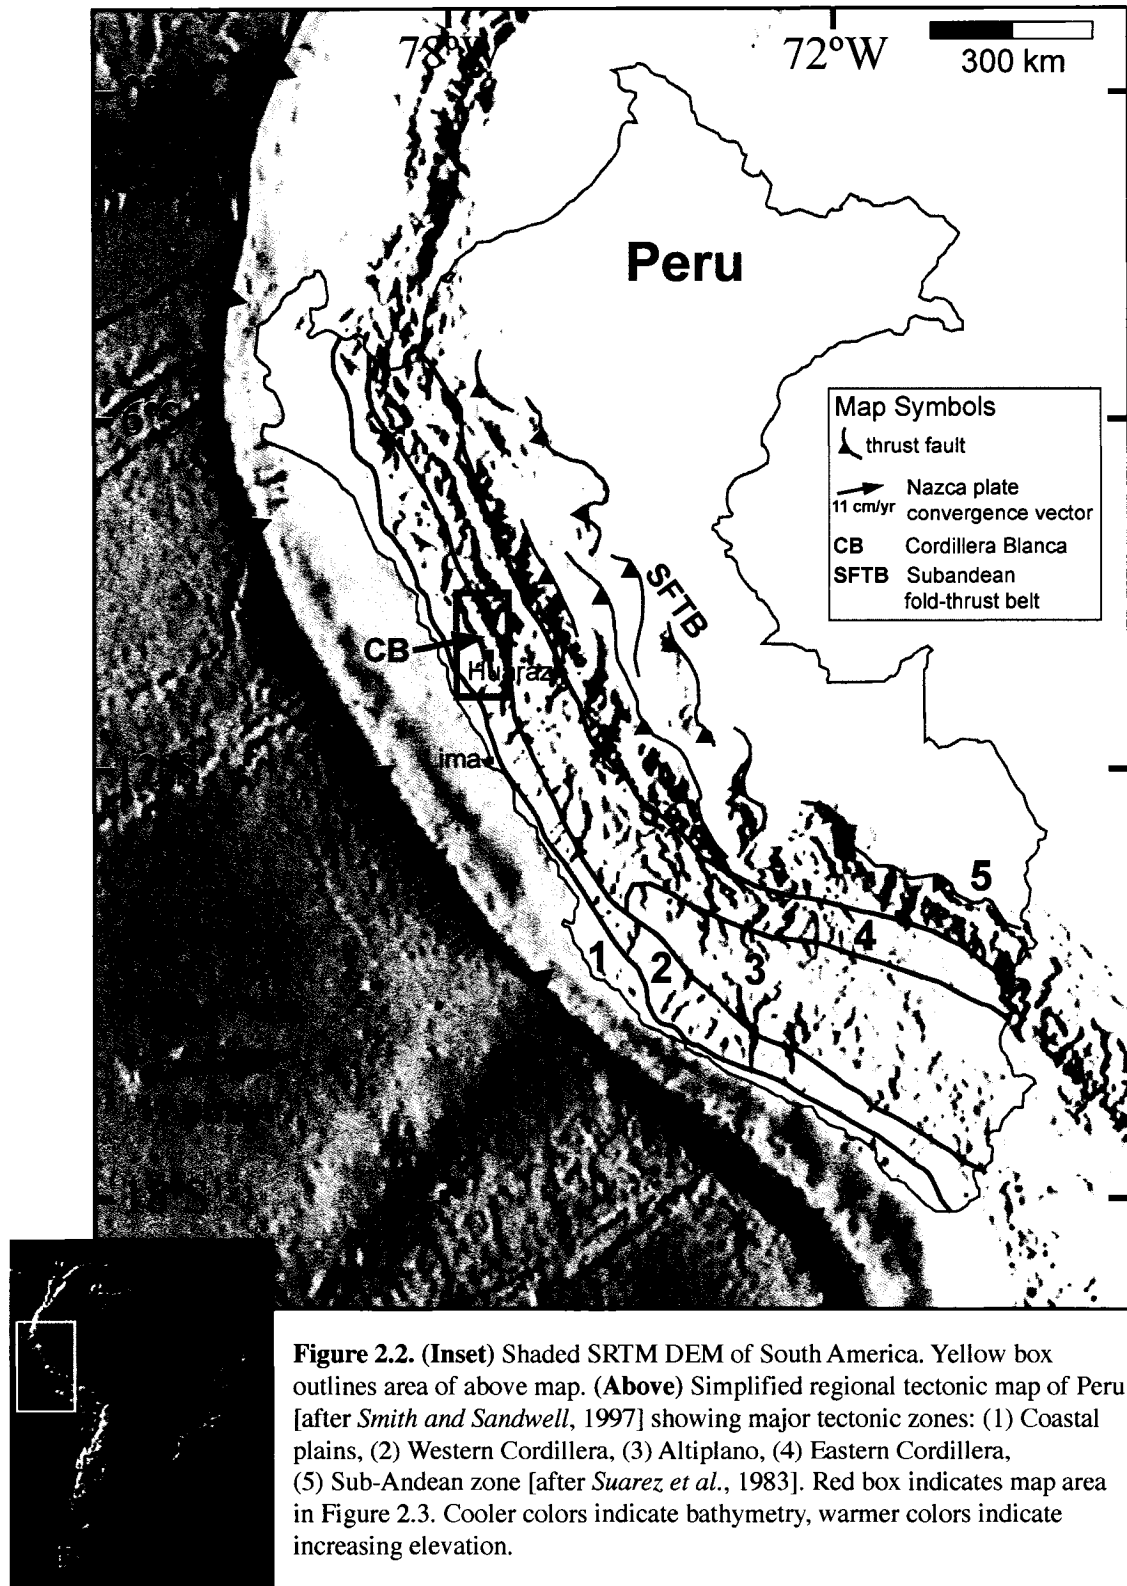 78°W
72°W
300 km
Peru
6°S
Map Symbols
thrust fault
11 cm/yr
Nazca plate
convergence vector
CB
Cordillera Blanca
SFTB
Subandean
fold-thrust belt
SFTB
CB
Huaraz
Lima
1
2
3
4
5
Figure 2.2. (Inset) Shaded SRTM DEM of South America. Yellow box
outlines area of above map. (Above) Simplified regional tectonic map of Peru
[after Smith and Sandwell, 1997] showing major tectonic zones: (1) Coastal
plains, (2) Western Cordillera, (3) Altiplano, (4) Eastern Cordillera,
(5) Sub-Andean zone [after Suarez et al., 1983]. Red box indicates map area
in Figure 2.3. Cooler colors indicate bathymetry, warmer colors indicate
increasing elevation.